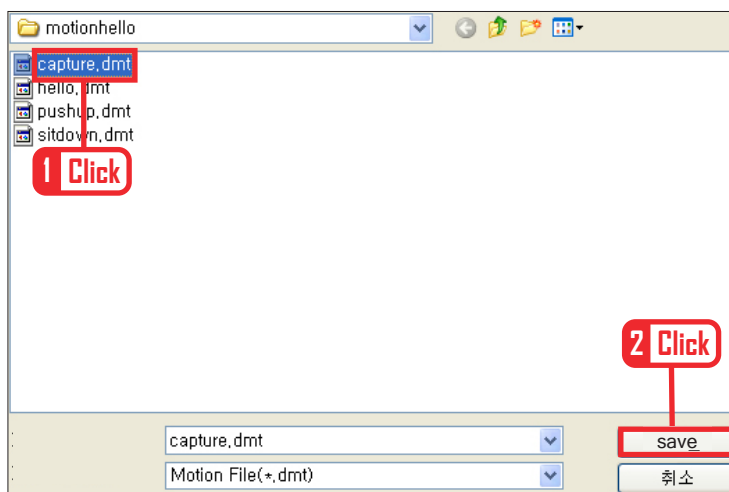 motionhello
capture.dmt
hello.dmt
pushup.dmt
sitdown.dmt
1 Click
2 Click
capture.dmt
save
Motion File(*.dmt)
취소